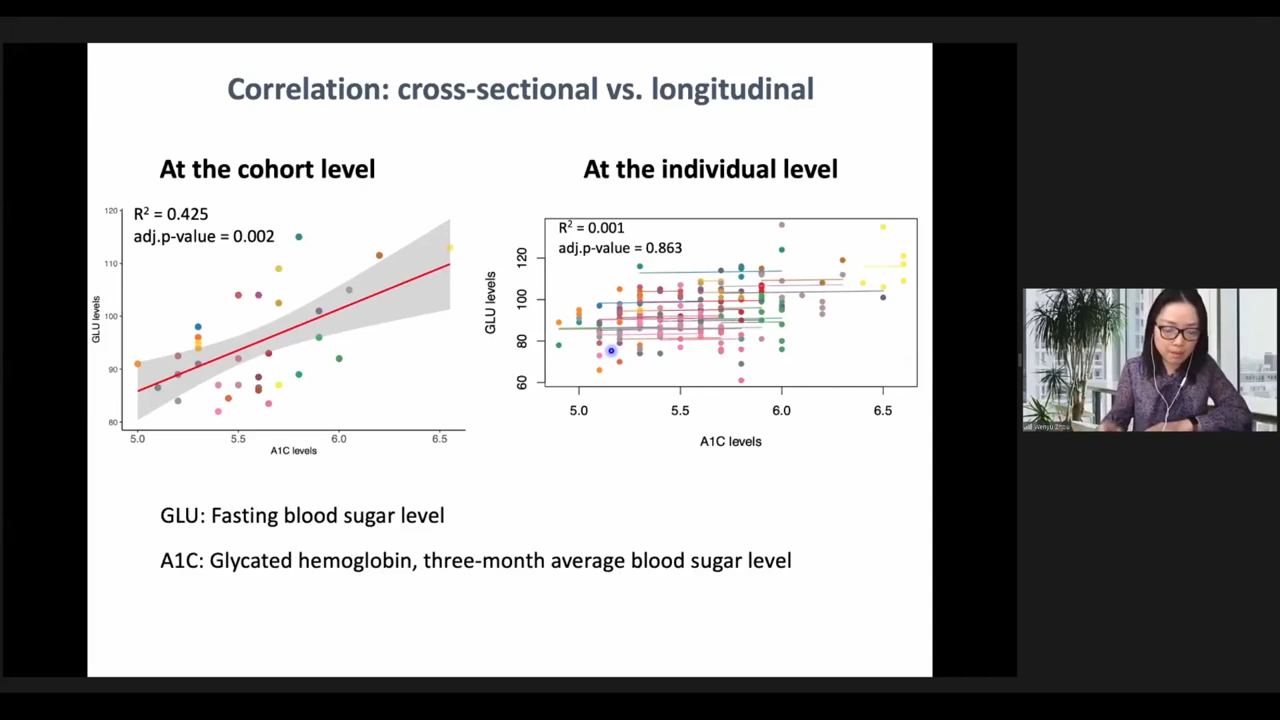 Correlation: cross-sectional vs. longitudinal
At the cohort level
At the individual level
R² = 0.425
adj.p-value = 0.002
120
110
100
90
80
GLU levels
5.0 5.5 6.0 6.5
A1C levels
R² = 0.001
adj.p-value = 0.863
120
100
80
60
GLU levels
5.0 5.5 6.0 6.5
A1C levels
GLU: Fasting blood sugar level
A1C: Glycated hemoglobin, three-month average blood sugar level
Wenyu Zhou